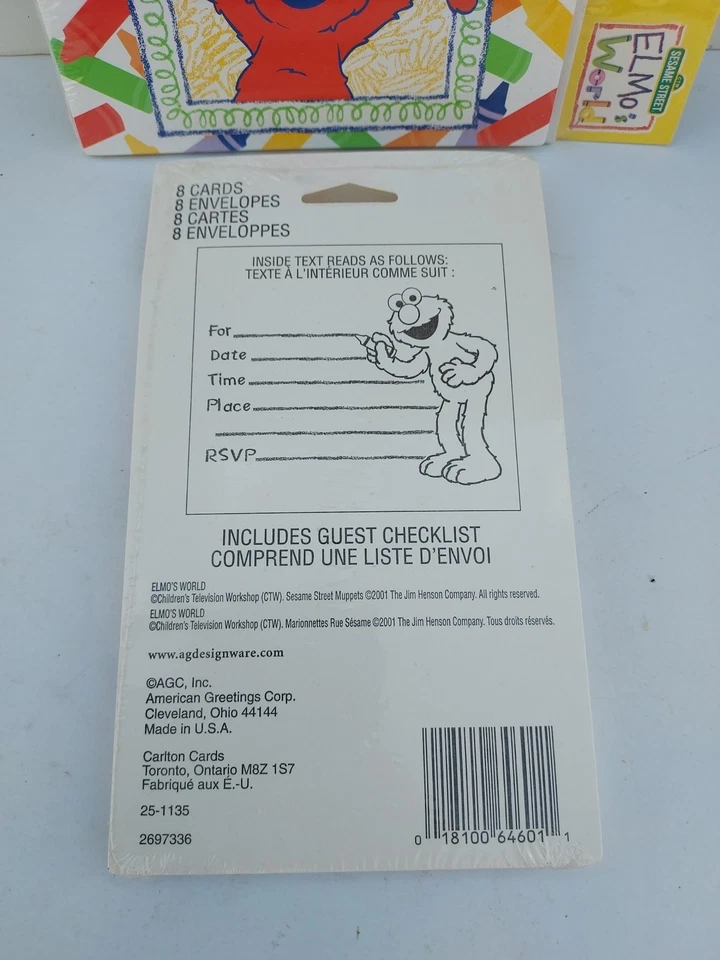 SESAME STREET
ELMO's
World
8 CARDS
8 ENVELOPES
8 CARTES
8 ENVELOPPES
INSIDE TEXT READS AS FOLLOWS:
TEXTE À L'INTÉRIEUR COMME SUIT :
For
Date
Time
Place
RSVP
INCLUDES GUEST CHECKLIST
COMPREND UNE LISTE D'ENVOI
ELMO'S WORLD
©Children's Television Workshop (CTW). Sesame Street Muppets ©2001 The Jim Henson Company. All rights reserved.
ELMO'S WORLD
©Children's Television Workshop (CTW). Marionnettes Rue Sésame ©2001 The Jim Henson Company. Tous droits réservés.
www.agdesignware.com
©AGC, Inc.
American Greetings Corp.
Cleveland, Ohio 44144
Made in U.S.A.
Carlton Cards
Toronto, Ontario M8Z 1S7
Fabriqué aux É.-U.
25-1135
2697336
0 18100 64601 1